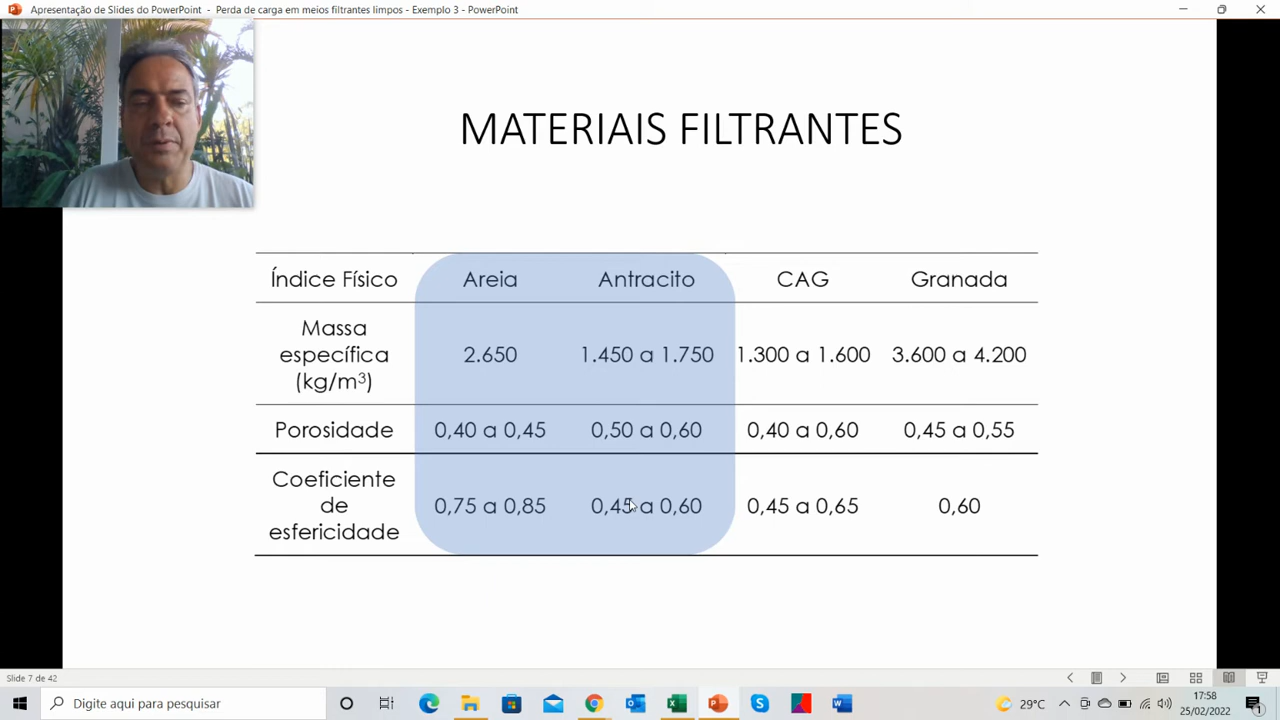 Apresentação de Slides do PowerPoint - Perda de carga em meios filtrantes limpos - Exemplo 3 - PowerPoint
MATERIAIS FILTRANTES
Índice Físico Areia Antracito CAG Granada
Massa
específica
(kg/m³)
2.650 1.450 a 1.750 1.300 a 1.600 3.600 a 4.200
Porosidade 0,40 a 0,45 0,50 a 0,60 0,40 a 0,60 0,45 a 0,55
Coeficiente
de
esfericidade
0,75 a 0,85 0,45 a 0,60 0,45 a 0,65 0,60
Slide 7 de 42
Digite aqui para pesquisar
29°C
17:58
25/02/2022
1